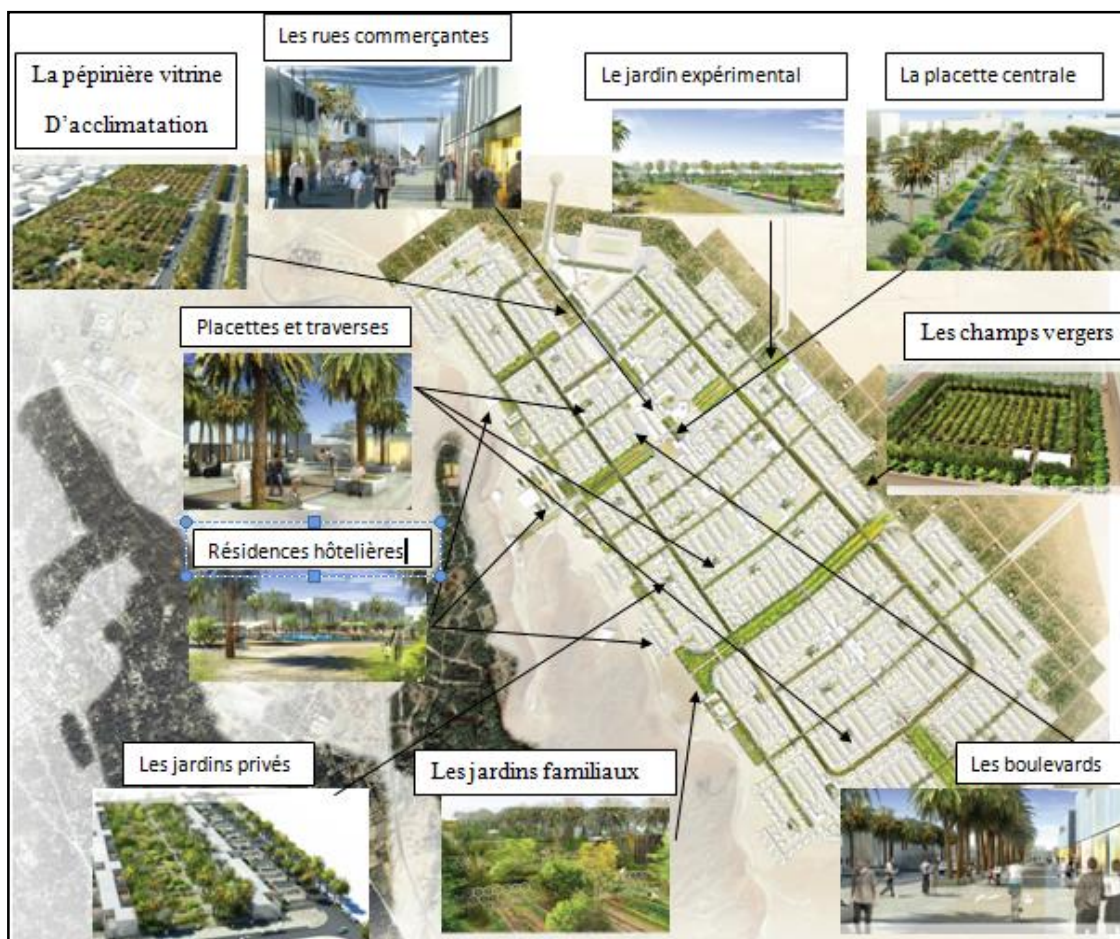 Les rues commerçantes
La pépinière vitrine
D’acclimatation
Le jardin expérimental
La placette centrale
Placettes et traverses
Les champs vergers
Résidences hôtelières
Les jardins privés
Les jardins familiaux
Les boulevards